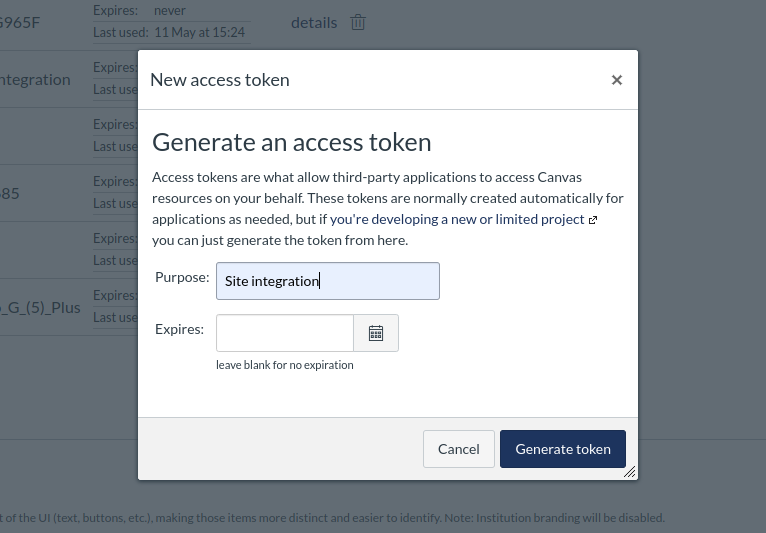 G965F
Expires: never
Last used: 11 May at 15:24
details
New access token
×
ntegration
Expires:
Last use
Generate an access token
Expires:
Last use
Access tokens are what allow third-party applications to access Canvas
resources on your behalf. These tokens are normally created automatically for
applications as needed, but if you're developing a new or limited project
you can just generate the token from here.
85
Expires:
Last use
Expires:
Last use
Purpose: Site integration
_G_(5)_Plus
Expires:
Last use
Expires:
leave blank for no expiration
Cancel
Generate token
t of the UI (text, buttons, etc.), making those items more distinct and easier to identify. Note: Institution branding will be disabled.